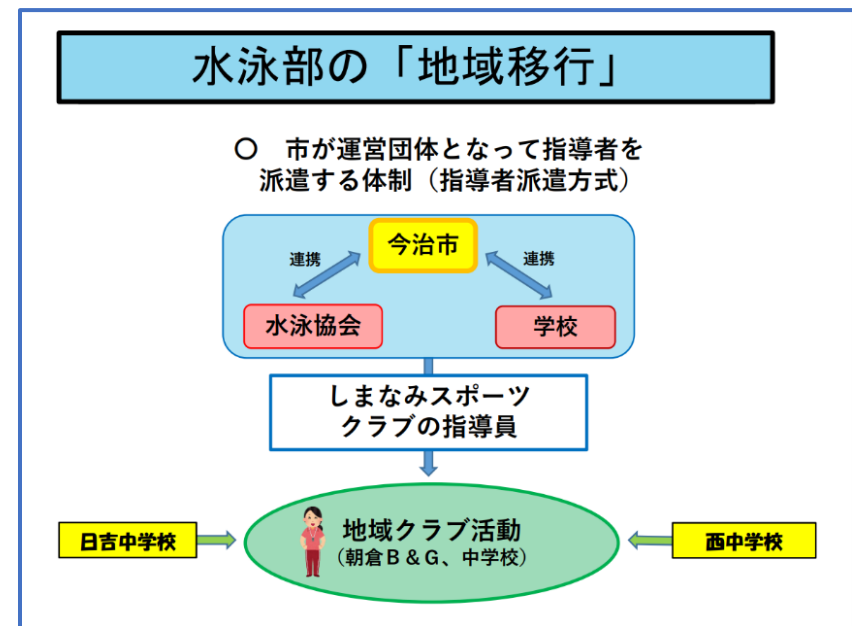 水泳部の「地域移行」
〇　市が運営団体となって指導者を
派遣する体制（指導者派遣方式）
今治市
連携
連携
水泳協会
学校
しまなみスポーツ
クラブの指導員
日吉中学校
地域クラブ活動
（朝倉Ｂ＆Ｇ、中学校）
西中学校